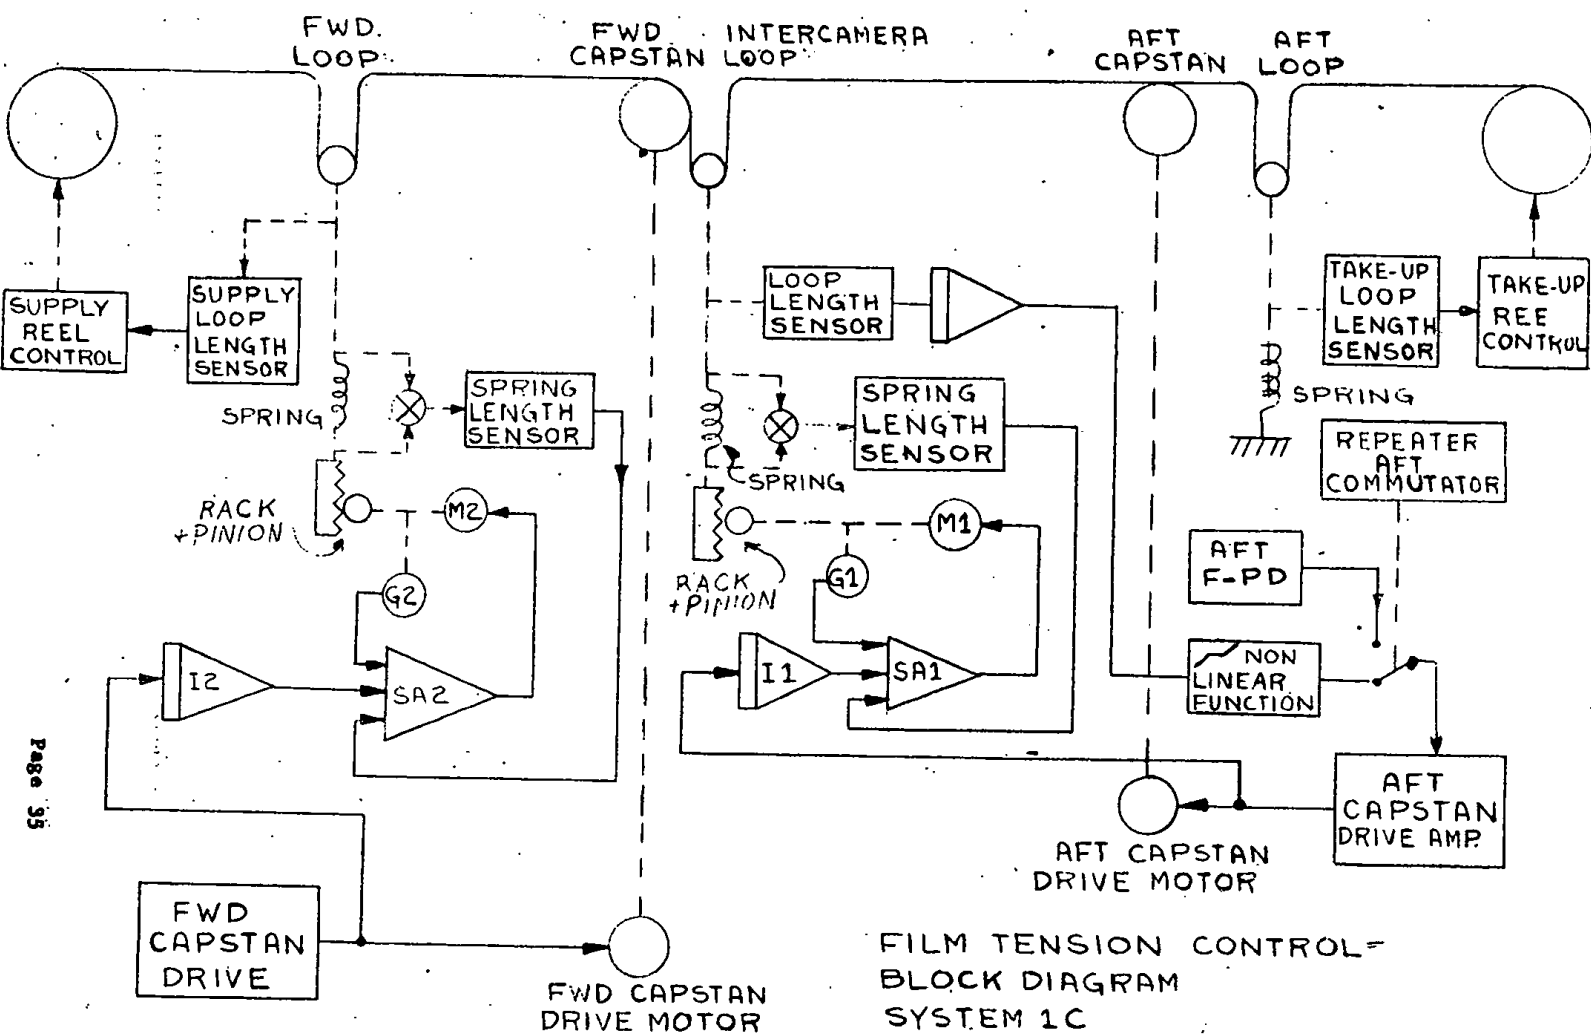 FWD.
LOOP
FWD
CAPSTAN
INTERCAMERA
LOOP
AFT
CAPSTAN
AFT
LOOP
SUPPLY
REEL
CONTROL
SUPPLY
LOOP
LENGTH
SENSOR
SPRING
SPRING
LENGTH
SENSOR
RACK
+PINION
M2
G2
I2
SA2
LOOP
LENGTH
SENSOR
SPRING
LENGTH
SENSOR
SPRING
RACK
+PINION
M1
G1
I1
SA1
TAKE-UP
LOOP
LENGTH
SENSOR
TAKE-UP
REE
CONTROL
SPRING
REPEATER
AFT
COMMUTATOR
AFT
F-PD
NON
LINEAR
FUNCTION
AFT
CAPSTAN
DRIVE AMP.
AFT CAPSTAN
DRIVE MOTOR
FWD
CAPSTAN
DRIVE
FWD CAPSTAN
DRIVE MOTOR
FILM TENSION CONTROL=
BLOCK DIAGRAM
SYSTEM 1C
Page 95